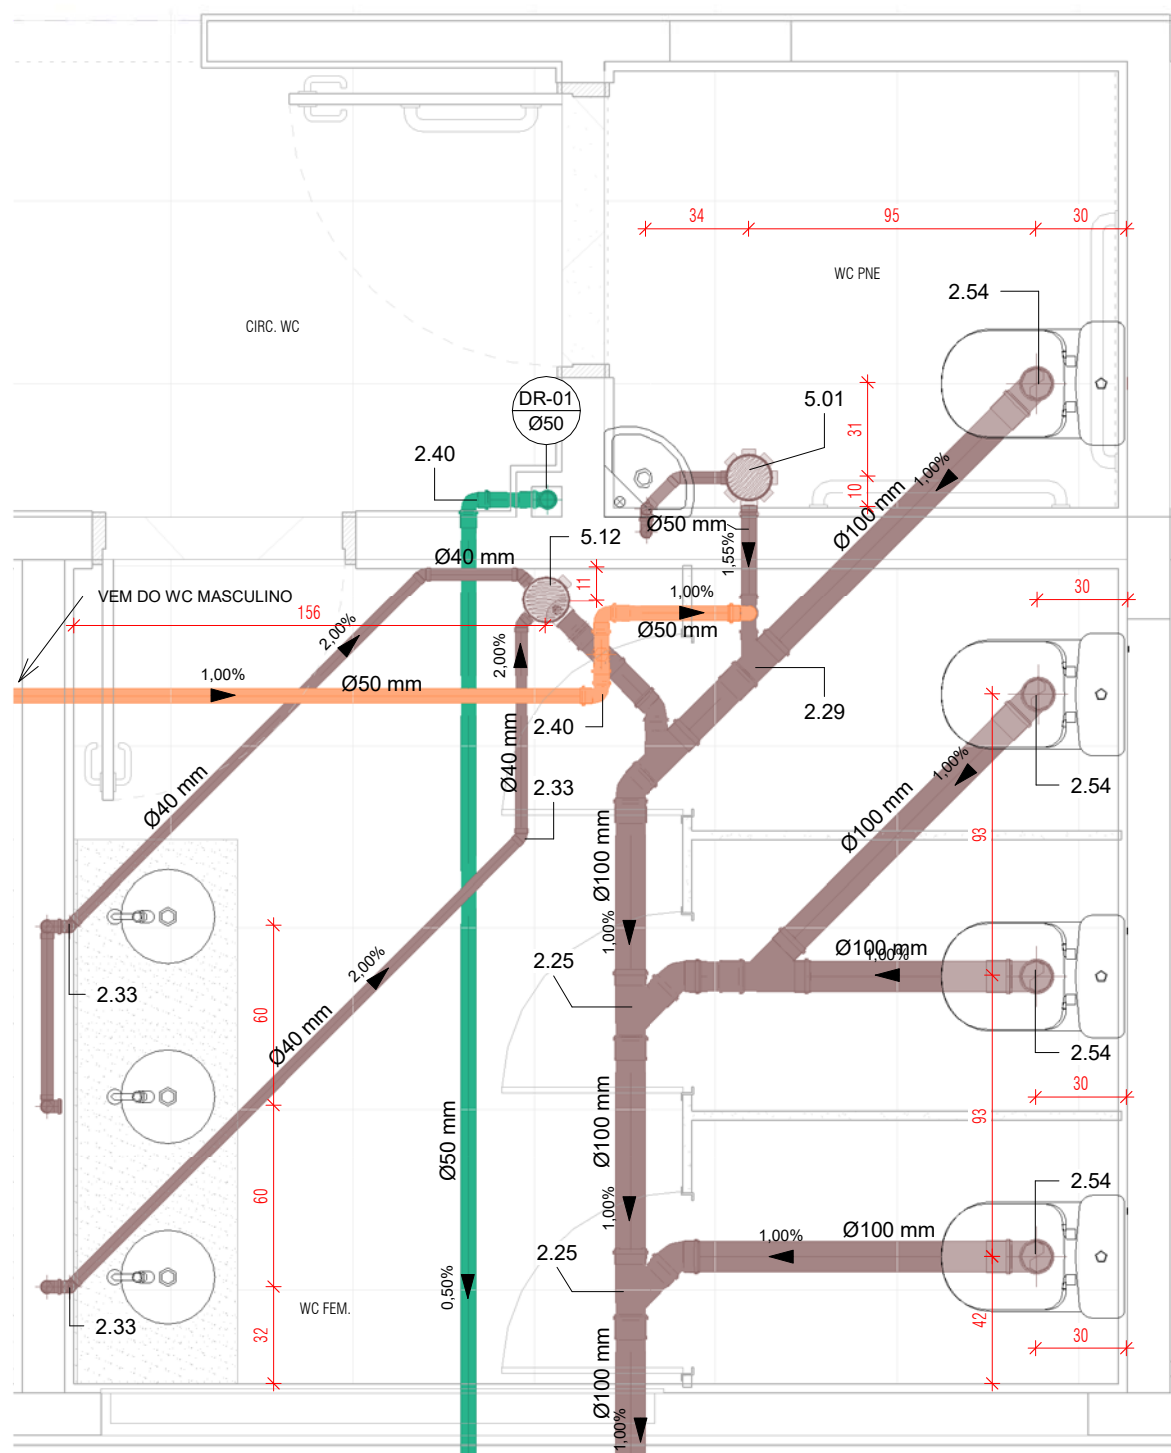 34
95
30
WC PNE
2.54
CIRC. WC
DR-01
Ø50
5.01
31
10
2.40
1,00%
Ø100 mm
Ø50 mm
1,55%
5.12
Ø40 mm
11
1,00%
Ø50 mm
30
VEM DO WC MASCULINO
156
2,00%
2,00%
1,00%
Ø50 mm
2.40
2.29
Ø40 mm
Ø40 mm
2.33
1,00%
2.54
Ø100 mm
93
Ø100 mm
1,00%
Ø100 mm
1,00%
2.25
2,00%
2.33
60
Ø40 mm
2.54
30
93
Ø50 mm
Ø100 mm
60
1,00%
2.54
Ø100 mm
1,00%
2.25
0,50%
WC FEM.
2.33
32
42
30
Ø100 mm
1,00%